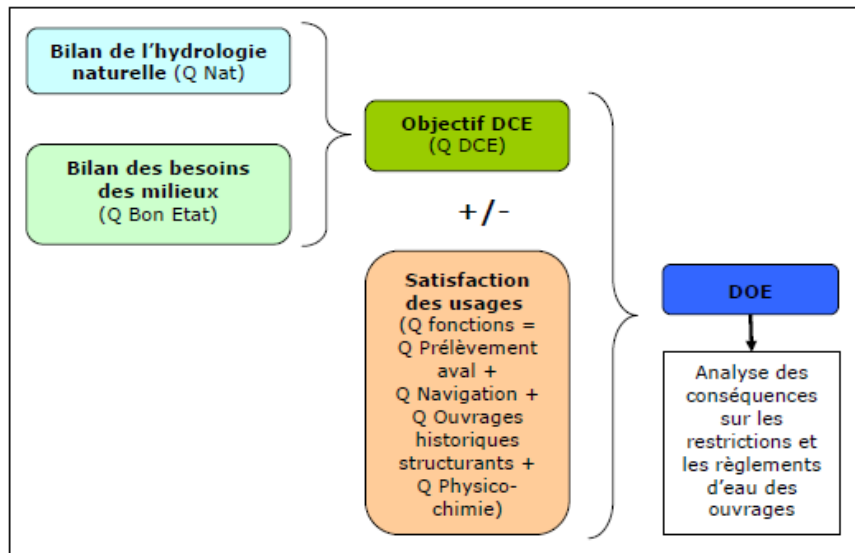 Bilan de l'hydrologie
naturelle (Q Nat)
Bilan des besoins
des milieux
(Q Bon Etat)
Objectif DCE
(Q DCE)
+/-
Satisfaction
des usages
(Q fonctions =
Q Prélèvement
aval +
Q Navigation +
Q Ouvrages
historiques
structurants +
Q Physico-
chimie)
DOE
Analyse des
conséquences
sur les
restrictions et
les règlements
d'eau des
ouvrages